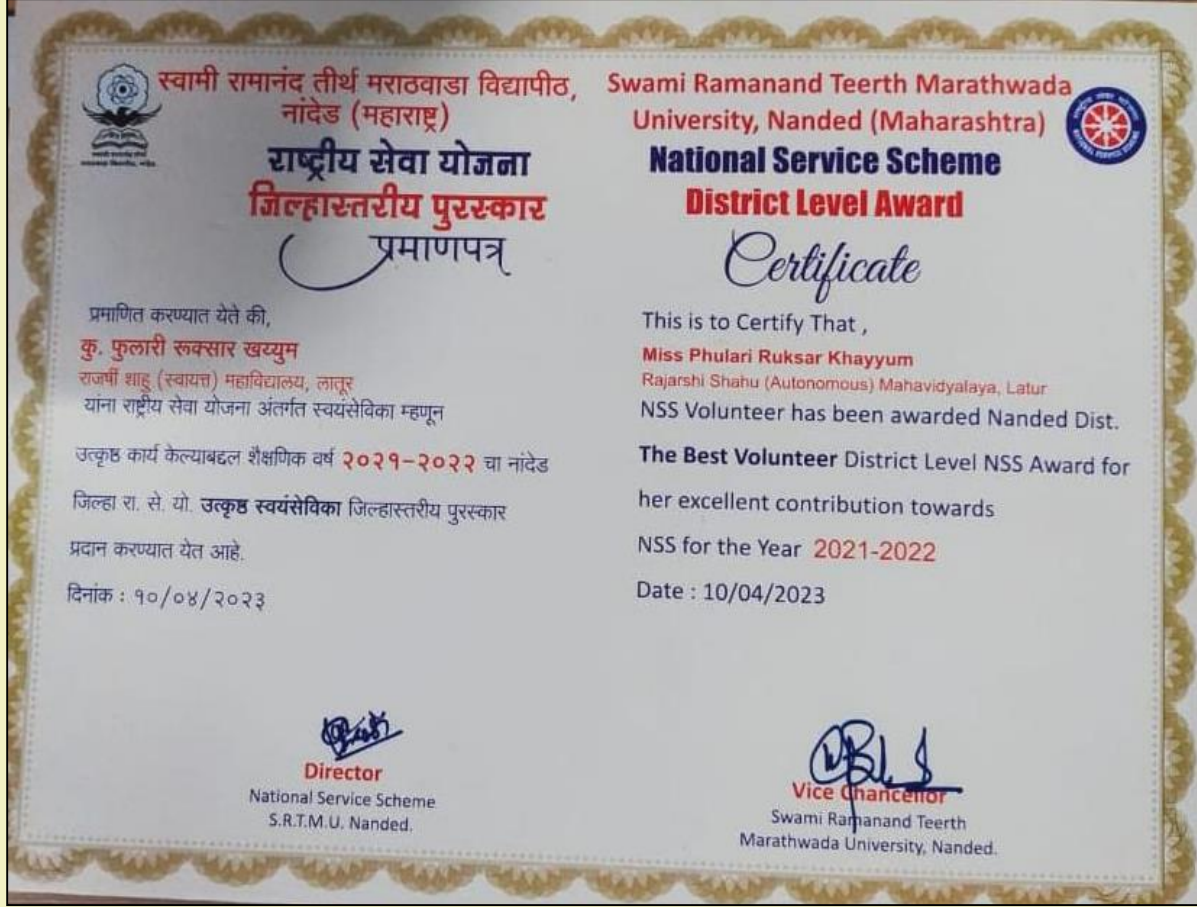 स्वामी रामानंद तीर्थ मराठवाडा विद्यापीठ,
नांदेड (महाराष्ट्र)
राष्ट्रीय सेवा योजना
जिल्हास्तरीय पुरस्कार
प्रमाणपत्र
प्रमाणित करण्यात येते की,
कु. फुलारी रूक्सार खय्युम
राजर्षी शाहु (स्वायत्त) महाविद्यालय, लातूर
यांना राष्ट्रीय सेवा योजना अंतर्गत स्वयंसेविका म्हणून
उत्कृष्ठ कार्य केल्याबद्दल शैक्षणिक वर्ष २०२१-२०२२ चा नांदेड
जिल्हा रा. से. यो. उत्कृष्ठ स्वयंसेविका जिल्हास्तरीय पुरस्कार
प्रदान करण्यात येत आहे.
दिनांक : १०/०४/२०२३
Director
National Service Scheme
S.R.T.M.U. Nanded.
Swami Ramanand Teerth Marathwada
University, Nanded (Maharashtra)
National Service Scheme
District Level Award
Certificate
This is to Certify That ,
Miss Phulari Ruksar Khayyum
Rajarshi Shahu (Autonomous) Mahavidyalaya, Latur
NSS Volunteer has been awarded Nanded Dist.
The Best Volunteer District Level NSS Award for
her excellent contribution towards
NSS for the Year 2021-2022
Date : 10/04/2023
Vice Chancellor
Swami Ramanand Teerth
Marathwada University, Nanded.